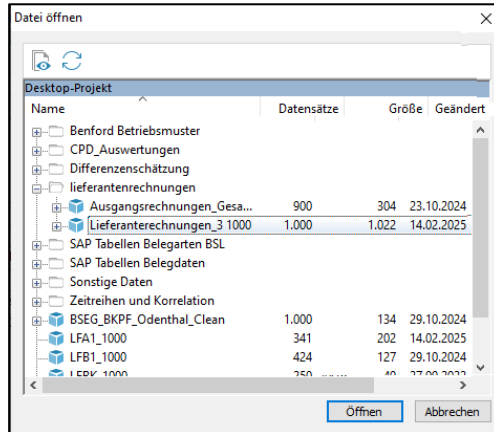 Datei öffnen
Desktop-Projekt
Name Datensätze Größe Geändert
Benford Betriebsmuster
CPD_Auswertungen
Differenzenschätzung
lieferantenrechnungen
Ausgangsrechnungen_Gesa... 900 304 23.10.2024
Lieferanterechnungen_3 1000 1.000 1.022 14.02.2025
SAP Tabellen Belegarten BSL
SAP Tabellen Belegdaten
Sonstige Daten
Zeitreihen und Korrelation
BSEG_BKPF_Odenthal_Clean 1.000 134 29.10.2024
LFA1_1000 341 202 14.02.2025
LFB1_1000 424 127 29.10.2024
Öffnen Abbrechen